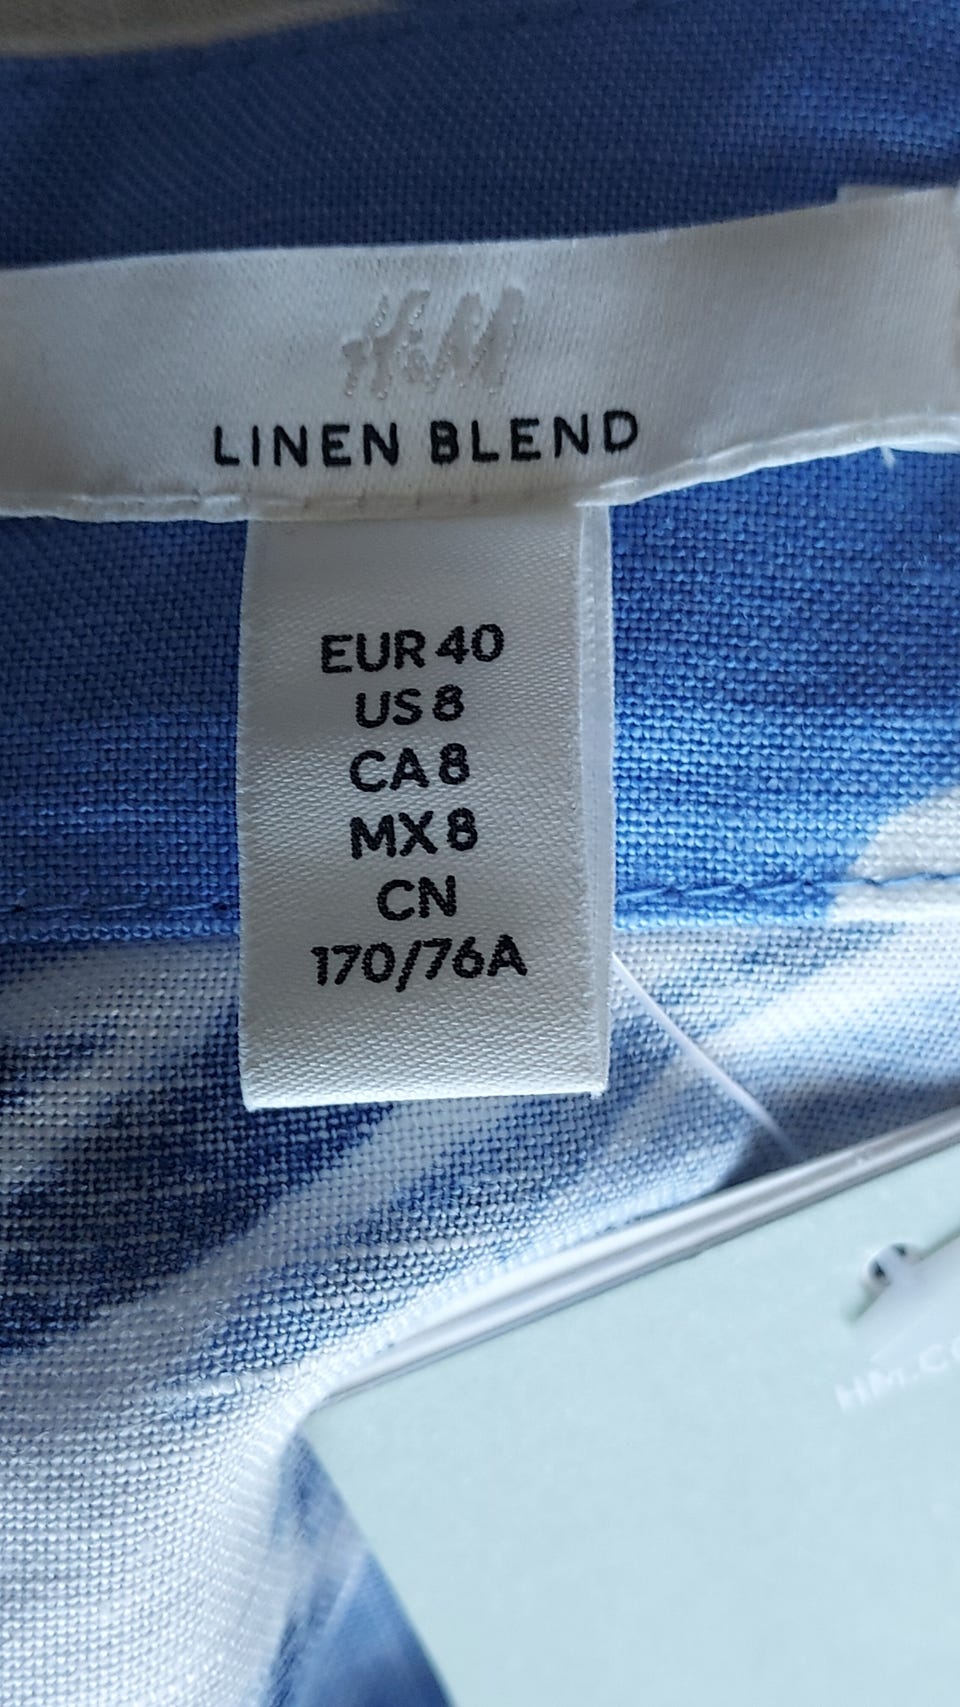 H&M
LINEN BLEND
EUR 40
US 8
CA 8
MX 8
CN
170/76A